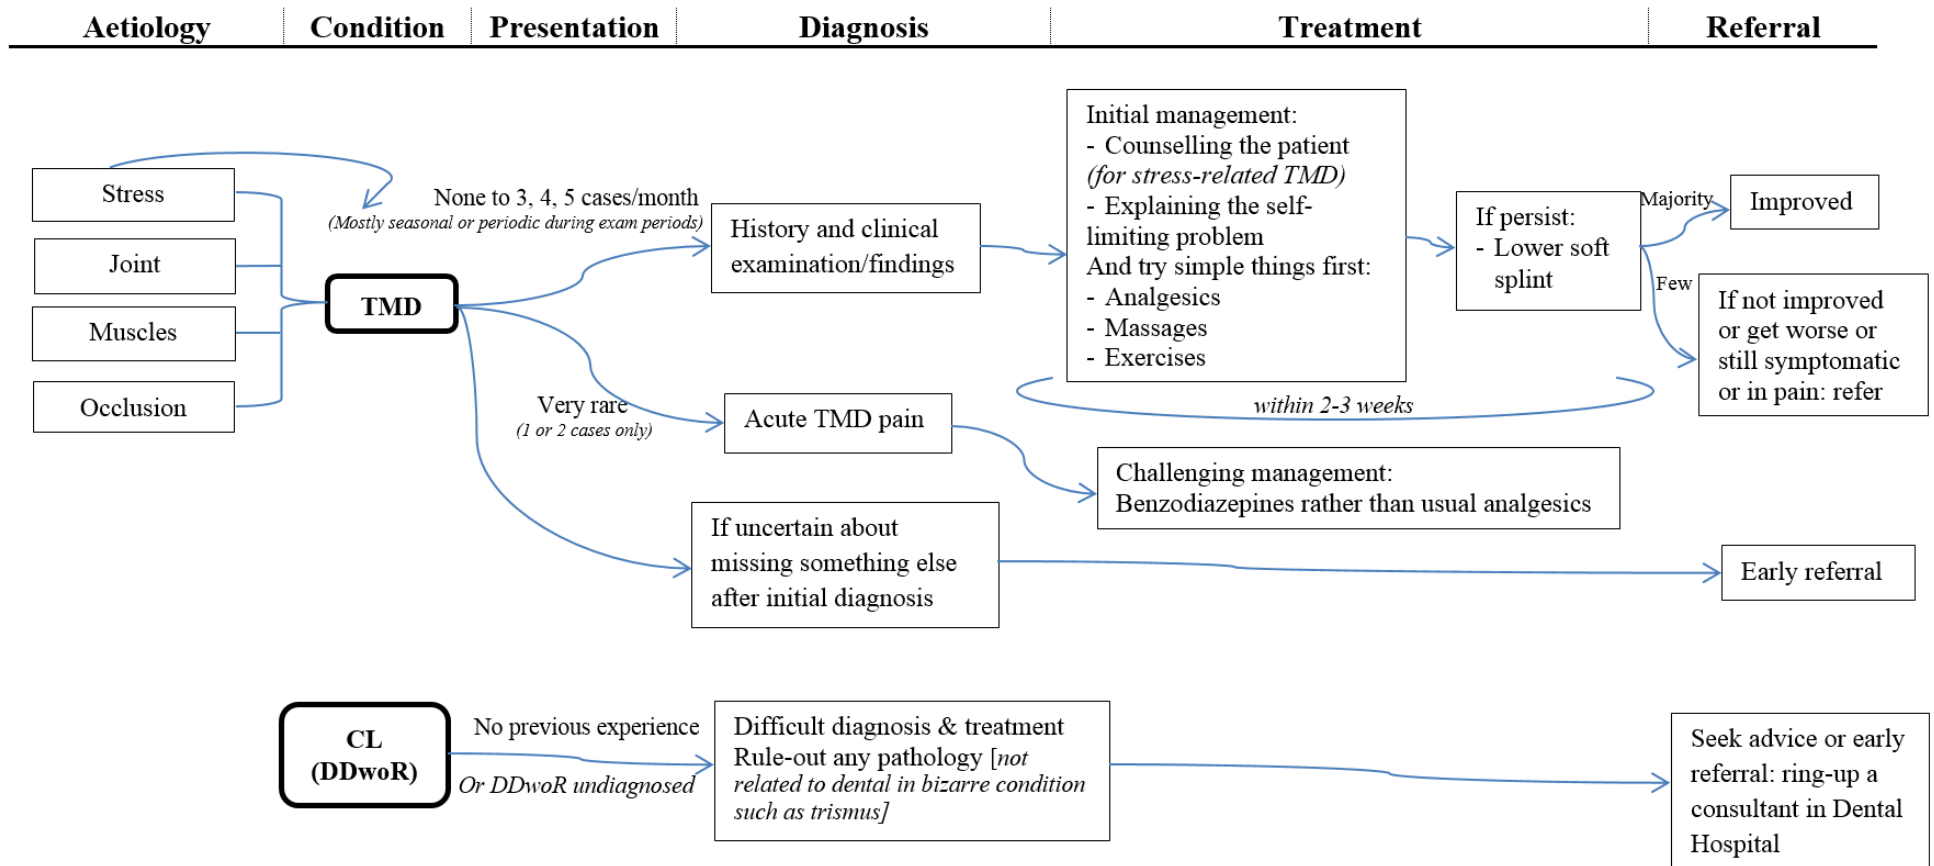 Aetiology
Condition
Presentation
Diagnosis
Treatment
Referral
Stress
Joint
Muscles
Occlusion
TMD
None to 3, 4, 5 cases/month
(Mostly seasonal or periodic during exam periods)
History and clinical
examination/findings
Initial management:
- Counselling the patient
(for stress-related TMD)
- Explaining the self-
limiting problem
And try simple things first:
- Analgesics
- Massages
- Exercises
If persist:
- Lower soft
splint
Majority
Improved
Few
If not improved
or get worse or
still symptomatic
or in pain: refer
within 2-3 weeks
Very rare
(1 or 2 cases only)
Acute TMD pain
Challenging management:
Benzodiazepines rather than usual analgesics
If uncertain about
missing something else
after initial diagnosis
Early referral
CL
(DDwoR)
No previous experience
Or DDwoR undiagnosed
Difficult diagnosis & treatment
Rule-out any pathology [not
related to dental in bizarre condition
such as trismus]
Seek advice or early
referral: ring-up a
consultant in Dental
Hospital